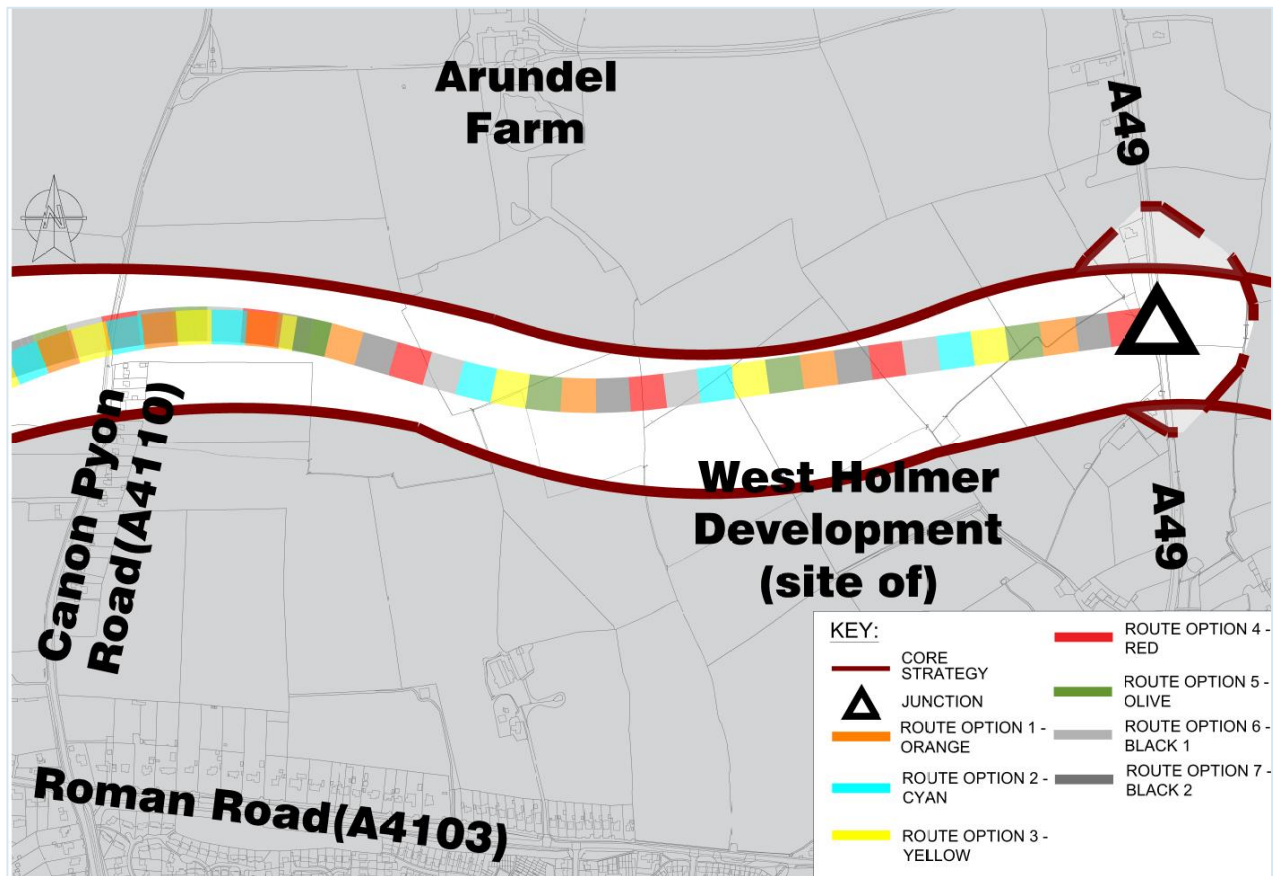 Arundel
Farm
A49
N
Canon Pyon
Road(A4110)
West Holmer
Development
(site of)
A49
Roman Road(A4103)
KEY:
CORE
STRATEGY
JUNCTION
ROUTE OPTION 1 -
ORANGE
ROUTE OPTION 2 -
CYAN
ROUTE OPTION 3 -
YELLOW
ROUTE OPTION 4 -
RED
ROUTE OPTION 5 -
OLIVE
ROUTE OPTION 6 -
BLACK 1
ROUTE OPTION 7 -
BLACK 2